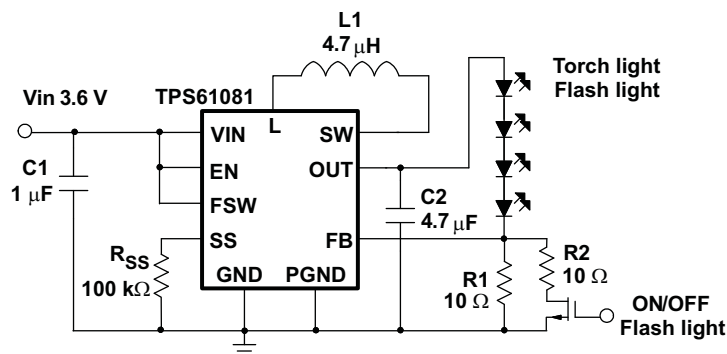 L1
4.7 μH
Torch light
Flash light
Vin 3.6 V
TPS61081
L
VIN
SW
EN
OUT
C1
1 μF
FSW
C2
4.7 μF
SS
FB
RSS
100 kΩ
GND
PGND
R1
10 Ω
R2
10 Ω
ON/OFF
Flash light